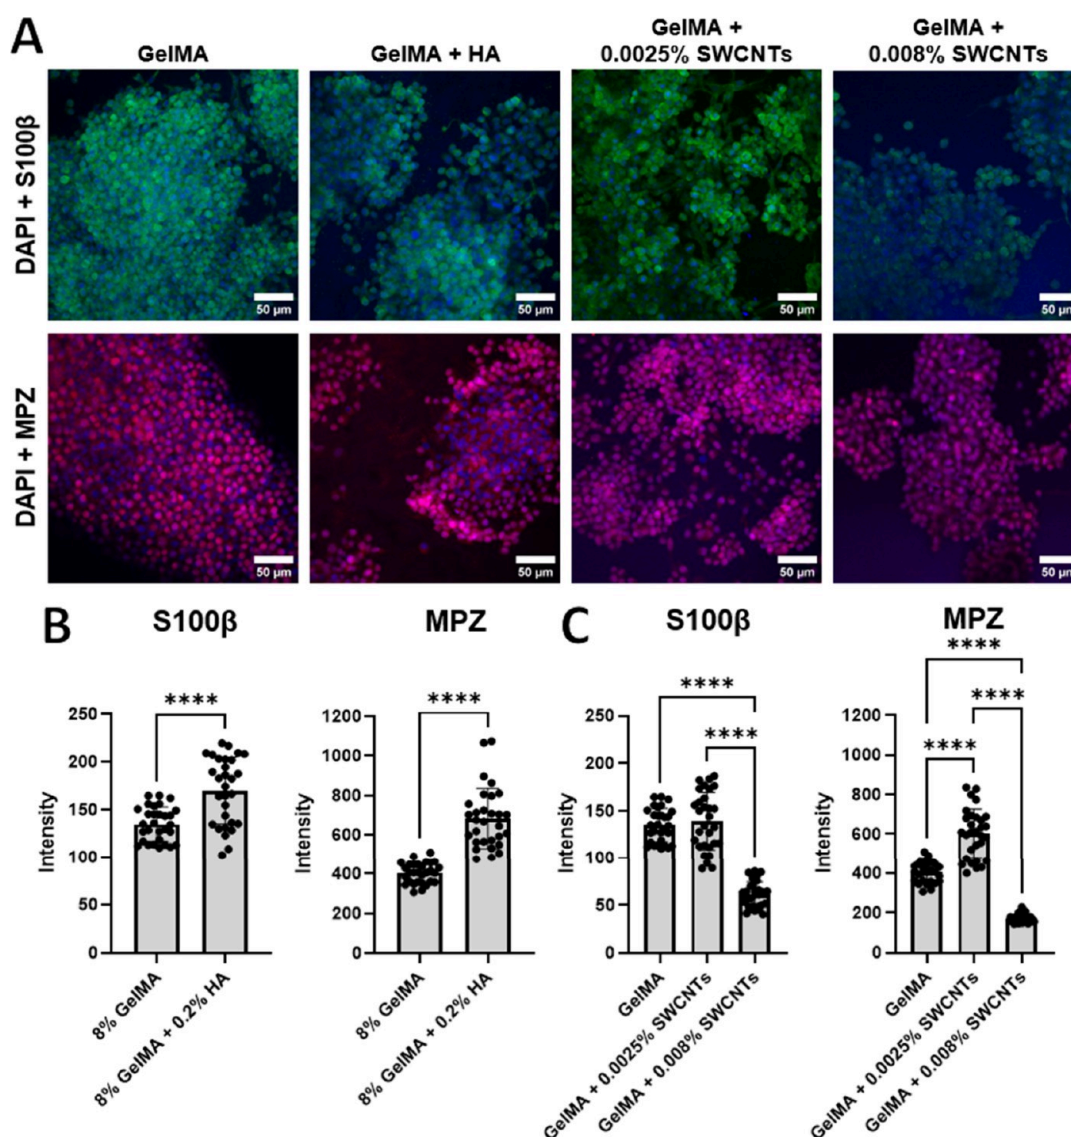 A
GelMA
GelMA + HA
GelMA +
0.0025% SWCNTs
GelMA +
0.008% SWCNTs
DAPI + S100β
50 µm
50 µm
50 µm
50 µm
DAPI + MPZ
50 µm
50 µm
50 µm
50 µm
B
S100β
****
Intensity
250
200
150
100
50
0
8% GelMA
8% GelMA + 0.2% HA
MPZ
****
Intensity
1200
1000
800
600
400
200
0
8% GelMA
8% GelMA + 0.2% HA
C
S100β
****
****
Intensity
250
200
150
100
50
0
GelMA
GelMA + 0.0025% SWCNTs
GelMA + 0.008% SWCNTs
MPZ
****
****
****
Intensity
1200
1000
800
600
400
200
0
GelMA
GelMA + 0.0025% SWCNTs
GelMA + 0.008% SWCNTs